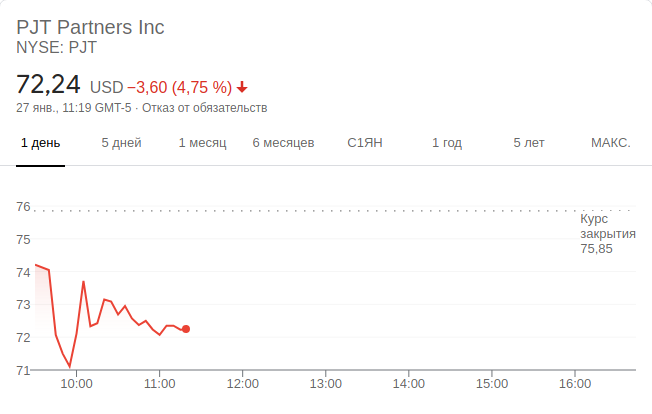 PJT Partners Inc
NYSE: PJT
72,24 USD −3,60 (4,75 %)
27 янв., 11:19 GMT-5 · Отказ от обязательств
1 день 5 дней 1 месяц 6 месяцев С1ЯН 1 год 5 лет МАКС.
76
Курс
закрытия
75,85
75
74
73
72
71
10:00 11:00 12:00 13:00 14:00 15:00 16:00